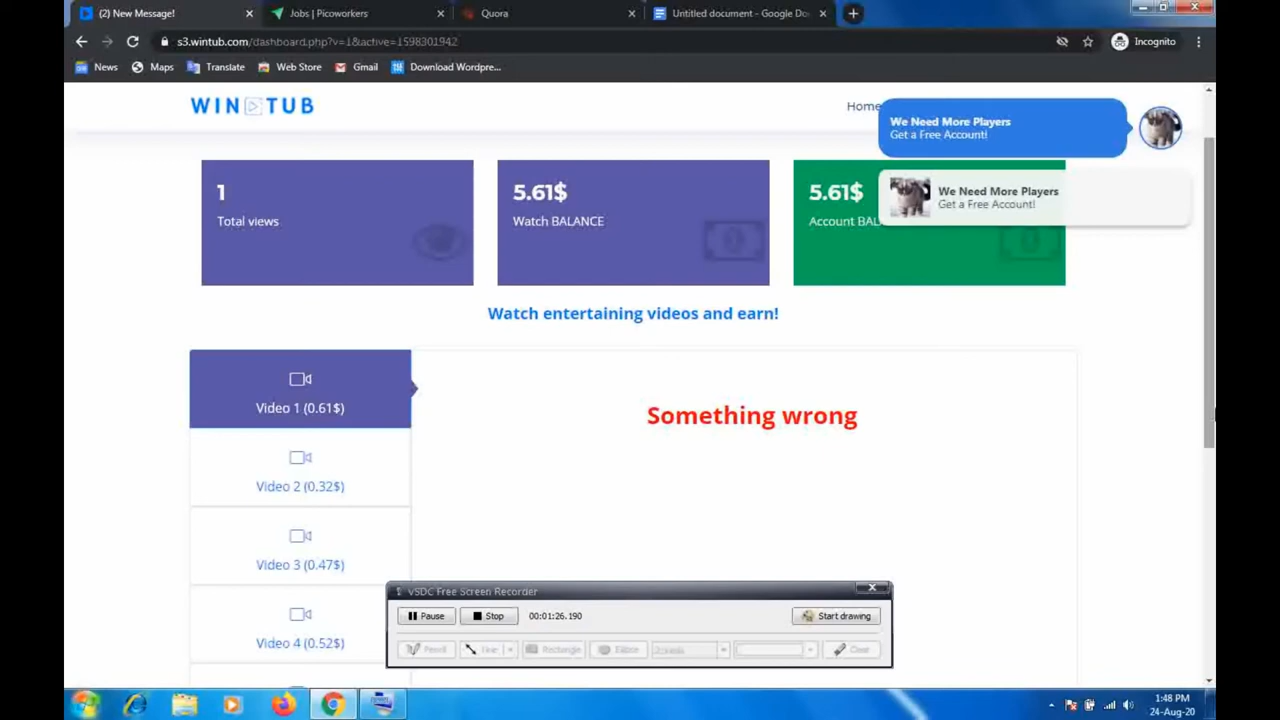 (2) New Message!
Jobs | Picoworkers
Quora
Untitled document - Google Do
s3.wintub.com/dashboard.php?v=1&achive=1598301942
Incognito
News
Maps
Translate
Web Store
Gmail
Download Wordpre...
WIN TUB
Home
We Need More Players
Get a Free Account!
We Need More Players
Get a Free Account!
1
Total views
5.61$
Watch BALANCE
5.61$
Account BAL
Watch entertaining videos and earn!
Video 1 (0.61$)
Something wrong
Video 2 (0.32$)
Video 3 (0.47$)
Video 4 (0.52$)
VSDC Free Screen Recorder
Pause
Stop
00:01:26.190
Start drawing
Pencil
Line
Rectangle
Clear
1:48 PM
24-Aug-20